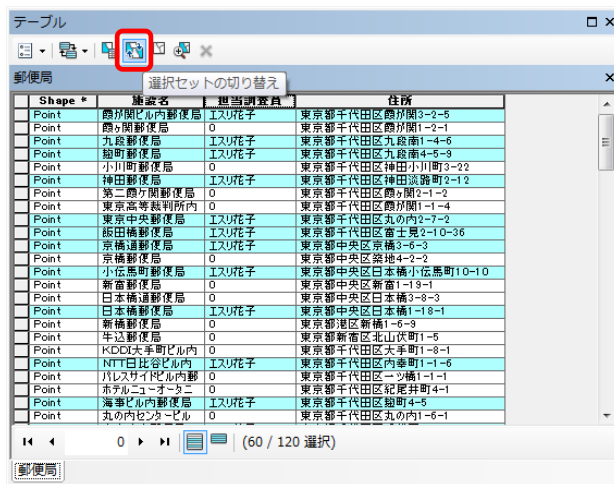 テーブル
郵便局
選択セットの切り替え
Shape * 施設名 担当調査員 住所
Point 霞が関ビル内郵便局 エスリ花子 東京都千代田区霞が関3-2-5
Point 霞ヶ関郵便局 0 東京都千代田区霞が関1-2-1
Point 九段郵便局 エスリ花子 東京都千代田区九段南1-4-6
Point 麹町郵便局 エスリ花子 東京都千代田区九段南4-5-9
Point 小川町郵便局 0 東京都千代田区神田小川町3-22
Point 神田郵便局 エスリ花子 東京都千代田区神田淡路町2-12
Point 第二霞ヶ関郵便局 0 東京都千代田区霞ヶ関2-1-2
Point 東京高等裁判所内 0 東京都千代田区霞が関1-1-4
Point 東京中央郵便局 エスリ花子 東京都千代田区丸の内2-7-2
Point 飯田橋郵便局 エスリ花子 東京都千代田区富士見2-10-36
Point 京橋通郵便局 エスリ花子 東京都中央区京橋3-6-3
Point 京橋郵便局 0 東京都中央区築地4-2-2
Point 小伝馬町郵便局 エスリ花子 東京都中央区日本橋小伝馬町10-10
Point 新富郵便局 0 東京都中央区新富1-19-1
Point 日本橋通郵便局 0 東京都中央区日本橋3-8-3
Point 日本橋郵便局 エスリ花子 東京都中央区日本橋1-18-1
Point 新橋郵便局 0 東京都港区新橋1-6-9
Point 牛込郵便局 0 東京都新宿区北山伏町1-5
Point KDDI大手町ビル内 0 東京都千代田区大手町1-8-1
Point NTT日比谷ビル内 エスリ花子 東京都千代田区内幸町1-1-6
Point パレスサイドビル内郵 0 東京都千代田区一ツ橋1-1-1
Point ホテルニューオータニ 0 東京都千代田区紀尾井町4-1
Point 海事ビル内郵便局 エスリ花子 東京都千代田区麹町4-5
Point 丸の内センタービル 0 東京都千代田区丸の内1-6-1
0 (60 / 120 選択)
郵便局